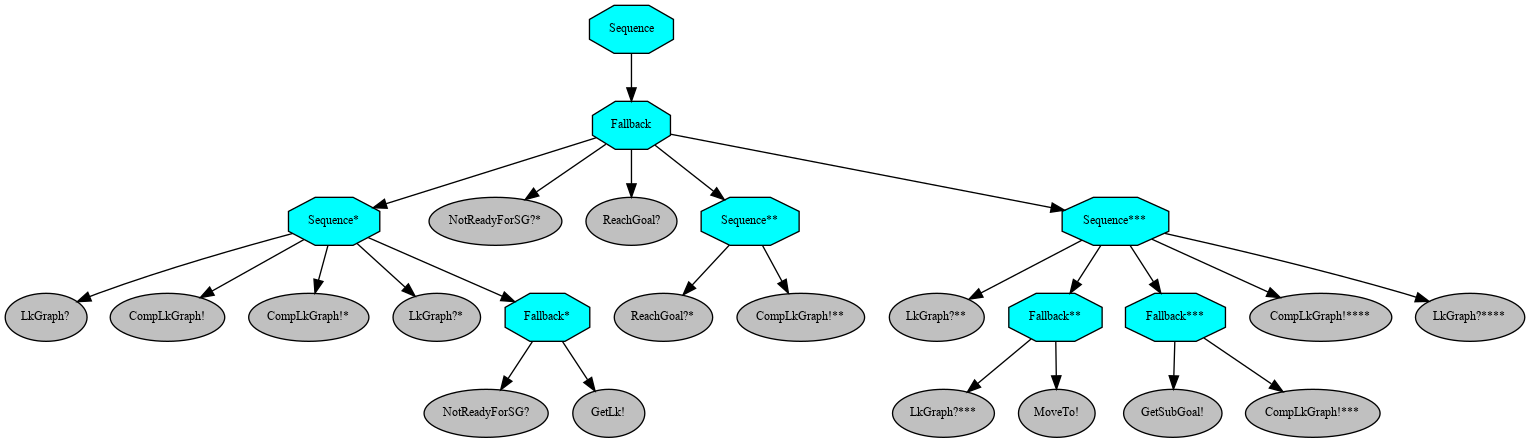 Sequence
Fallback
Sequence*
NotReadyForSG?*
ReachGoal?
Sequence**
Sequence***
LkGraph?
CompLkGraph!
CompLkGraph!*
LkGraph?*
Fallback*
ReachGoal?*
CompLkGraph!**
LkGraph?**
Fallback**
Fallback***
CompLkGraph!****
LkGraph?****
NotReadyForSG?
GetLk!
LkGraph?***
MoveTo!
GetSubGoal!
CompLkGraph!***